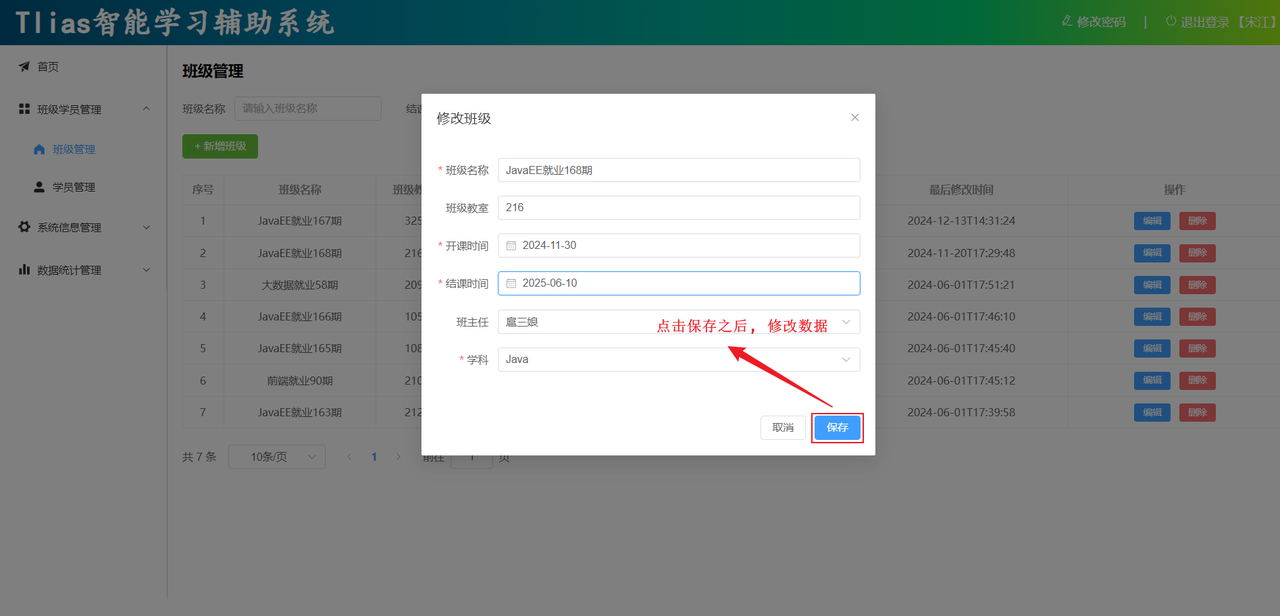 Tlias智能学习辅助系统
修改密码 | 退出登录 【宋江】
首页
班级学员管理
班级管理
学员管理
系统信息管理
数据统计管理
班级管理
班级名称 请输入班级名称
+ 新增班级
序号 班级名称 最后修改时间 操作
1 JavaEE就业167期 325 2024-12-13T14:31:24 编辑 删除
2 JavaEE就业168期 216 2024-11-20T17:29:48 编辑 删除
3 大数据就业58期 209 2024-06-01T17:51:21 编辑 删除
4 JavaEE就业166期 105 2024-06-01T17:46:10 编辑 删除
5 JavaEE就业165期 108 2024-06-01T17:45:40 编辑 删除
6 前端就业90期 210 2024-06-01T17:45:12 编辑 删除
7 JavaEE就业163期 212 2024-06-01T17:39:58 编辑 删除
共 7 条 10条/页 1 前往 1 页
修改班级
* 班级名称 JavaEE就业168期
班级教室 216
* 开课时间 2024-11-30
* 结课时间 2025-06-10
班主任 扈三娘
点击保存之后，修改数据
* 学科 Java
取消 保存